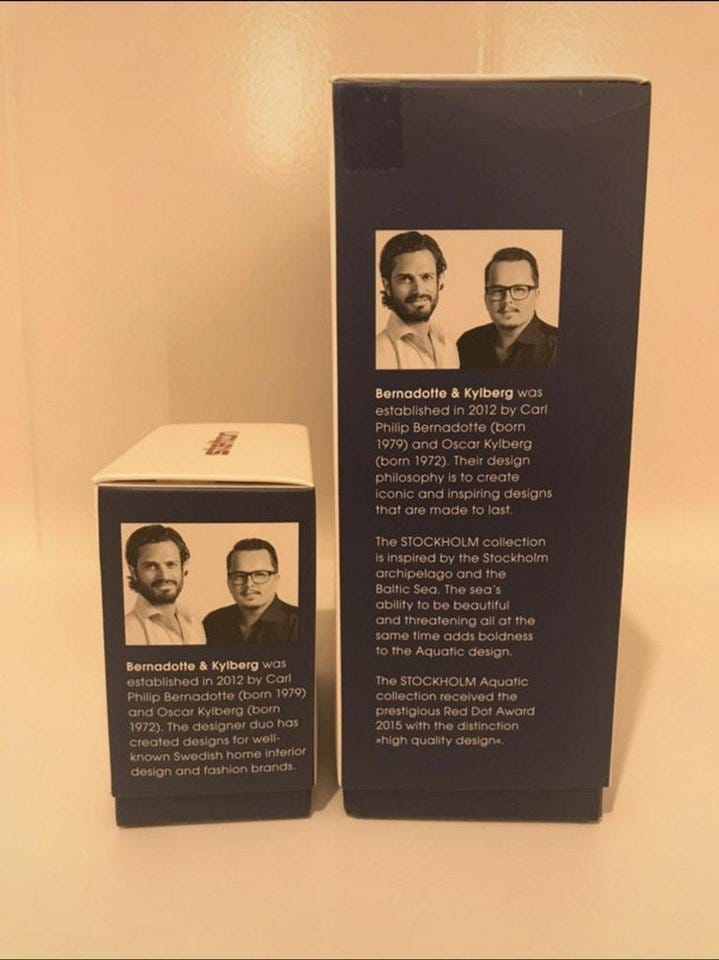 Bernadotte & Kylberg was
established in 2012 by Carl
Philip Bernadotte (born
1979) and Oscar Kylberg
(born 1972). Their design
philosophy is to create
iconic and inspiring designs
that are made to last.
The STOCKHOLM collection
is inspired by the Stockholm
archipelago and the
Baltic Sea. The sea's
ability to be beautiful
and threatening all at the
same time adds boldness
to the Aquatic design.
The STOCKHOLM Aquatic
collection received the
prestigious Red Dot Award
2015 with the distinction
»high quality design«.
stelton
Bernadotte & Kylberg was
established in 2012 by Carl
Philip Bernadotte (born 1979)
and Oscar Kylberg (born
1972). The designer duo has
created designs for well-
known Swedish home interior
design and fashion brands.